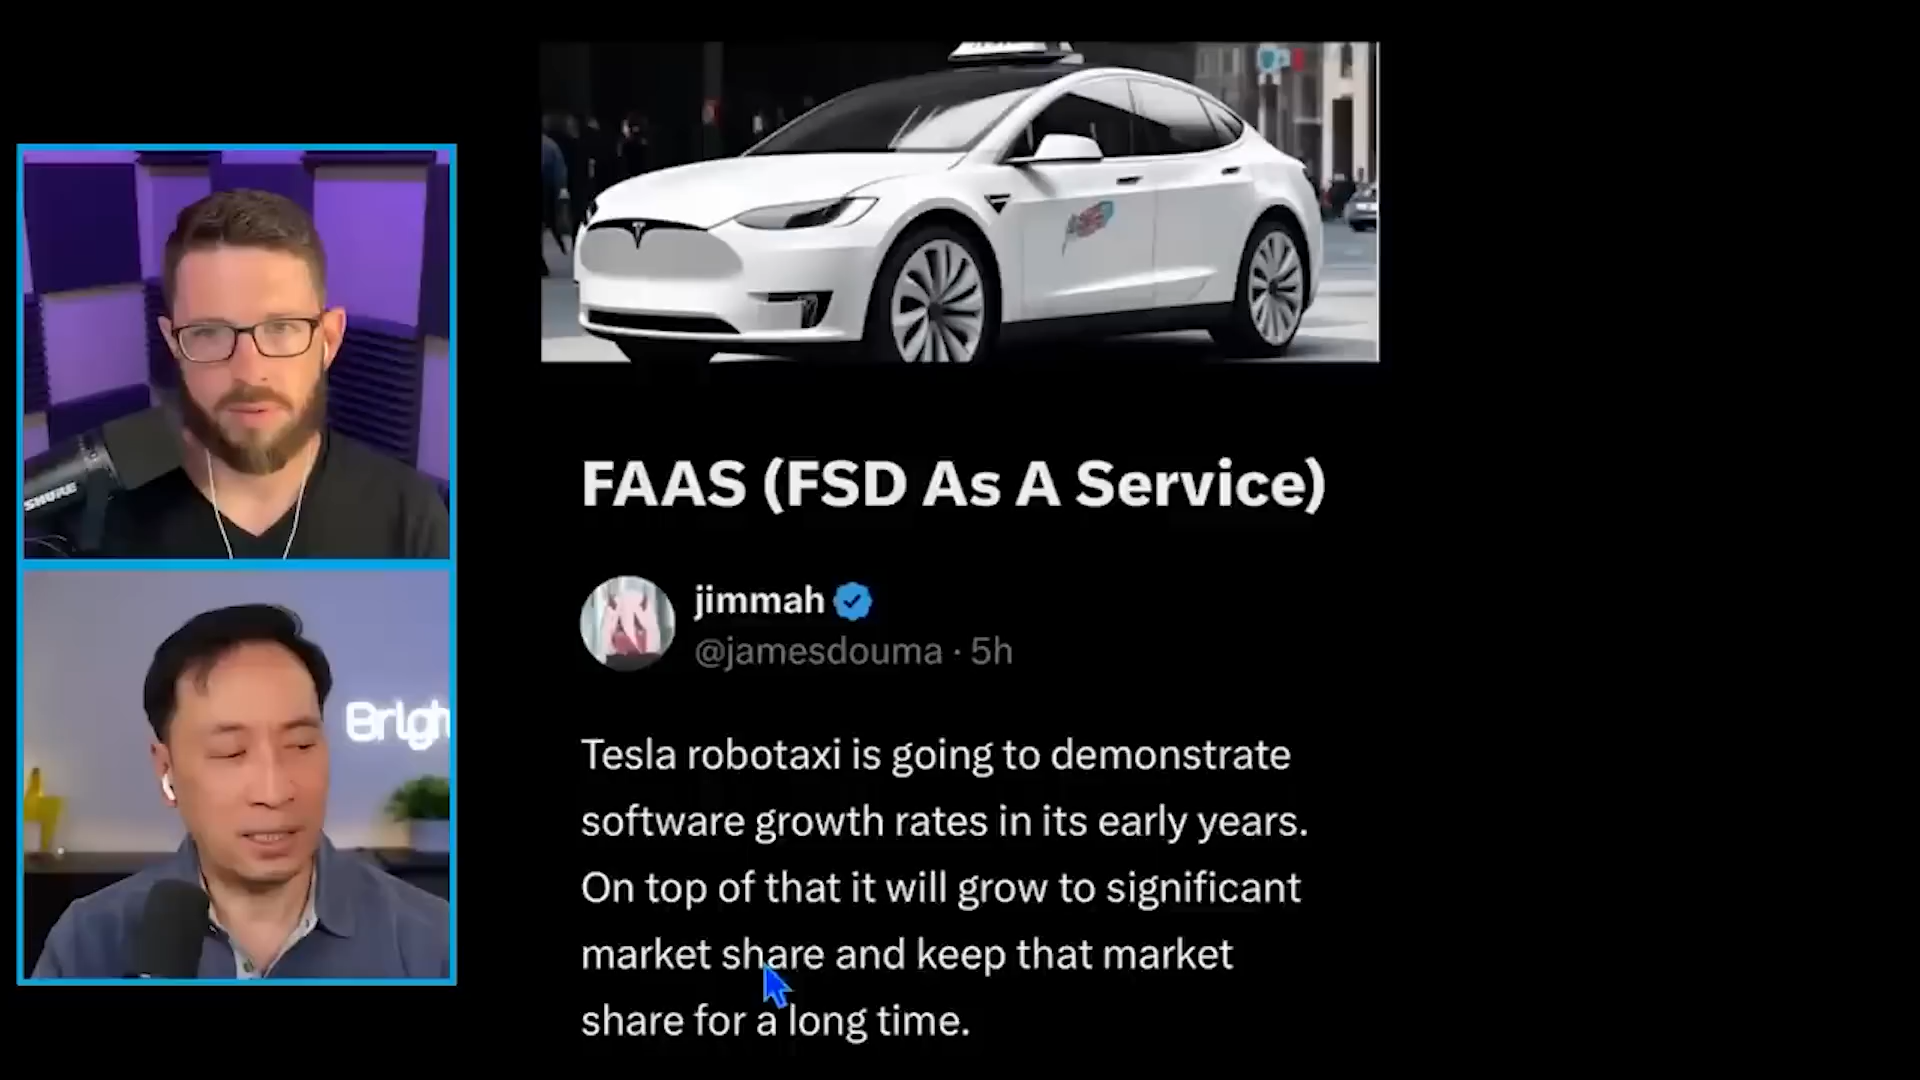 SHURE
Brigh
FAAS (FSD As A Service)
jimmah
@jamesdouma · 5h
Tesla robotaxi is going to demonstrate
software growth rates in its early years.
On top of that it will grow to significant
market share and keep that market
share for a long time.